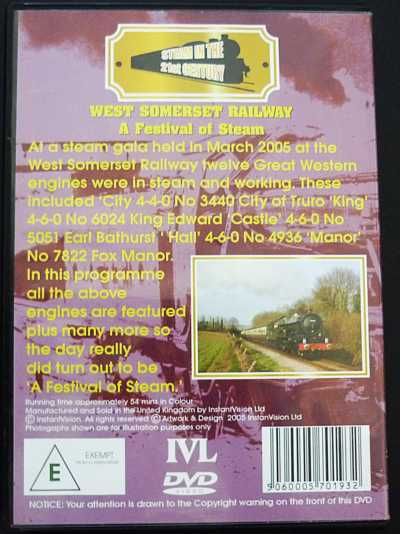 STEAM IN THE
21st CENTURY
WEST SOMERSET RAILWAY
A Festival of Steam
At a steam gala held in March 2005 at the
West Somerset Railway twelve Great Western
engines were in steam and working. These
included 'City 4-4-0 No 3440 City of Truro 'King'
4-6-0 No 6024 King Edward 'Castle' 4-6-0 No
5051 Earl Bathurst ' Hall' 4-6-0 No 4936 'Manor'
No 7822 Fox Manor.
In this programme
all the above
engines are featured
plus many more so
the day really
did turn out to be
'A Festival of Steam.'
Running time approximately 54 mins in Colour
Manufactured and Sold in the United Kingdom by InstantVision Ltd
© InstantVision. All rights reserved © Artwork & Design 2005 InstantVision Ltd
Photographs shown are for illustration purposes only
E
EXEMPT
FROM CLASSIFICATION
IVL
DVD
VIDEO
5060005701932
NOTICE: Your attention is drawn to the Copyright warning on the front of this DVD